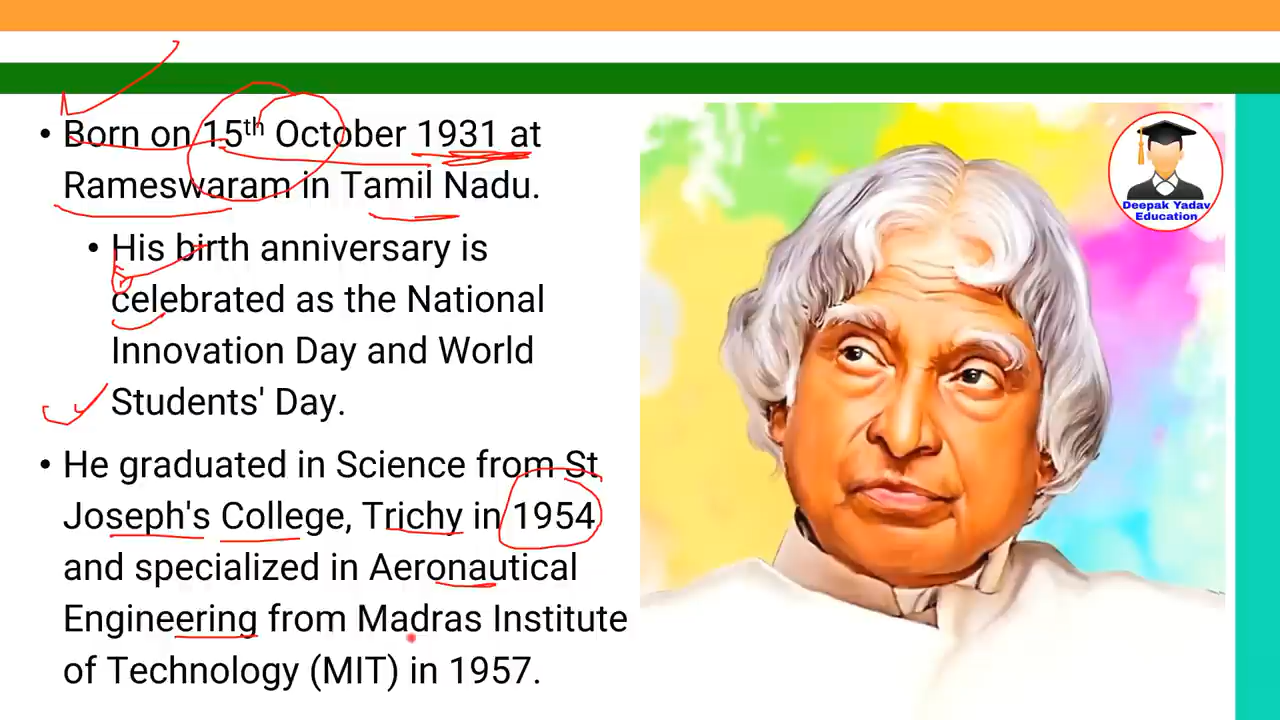 • Born on 15th October 1931 at
Rameswaram in Tamil Nadu.
• His birth anniversary is
celebrated as the National
Innovation Day and World
Students' Day.
• He graduated in Science from St
Joseph's College, Trichy in 1954
and specialized in Aeronautical
Engineering from Madras Institute
of Technology (MIT) in 1957.
Deepak Yadav
Education